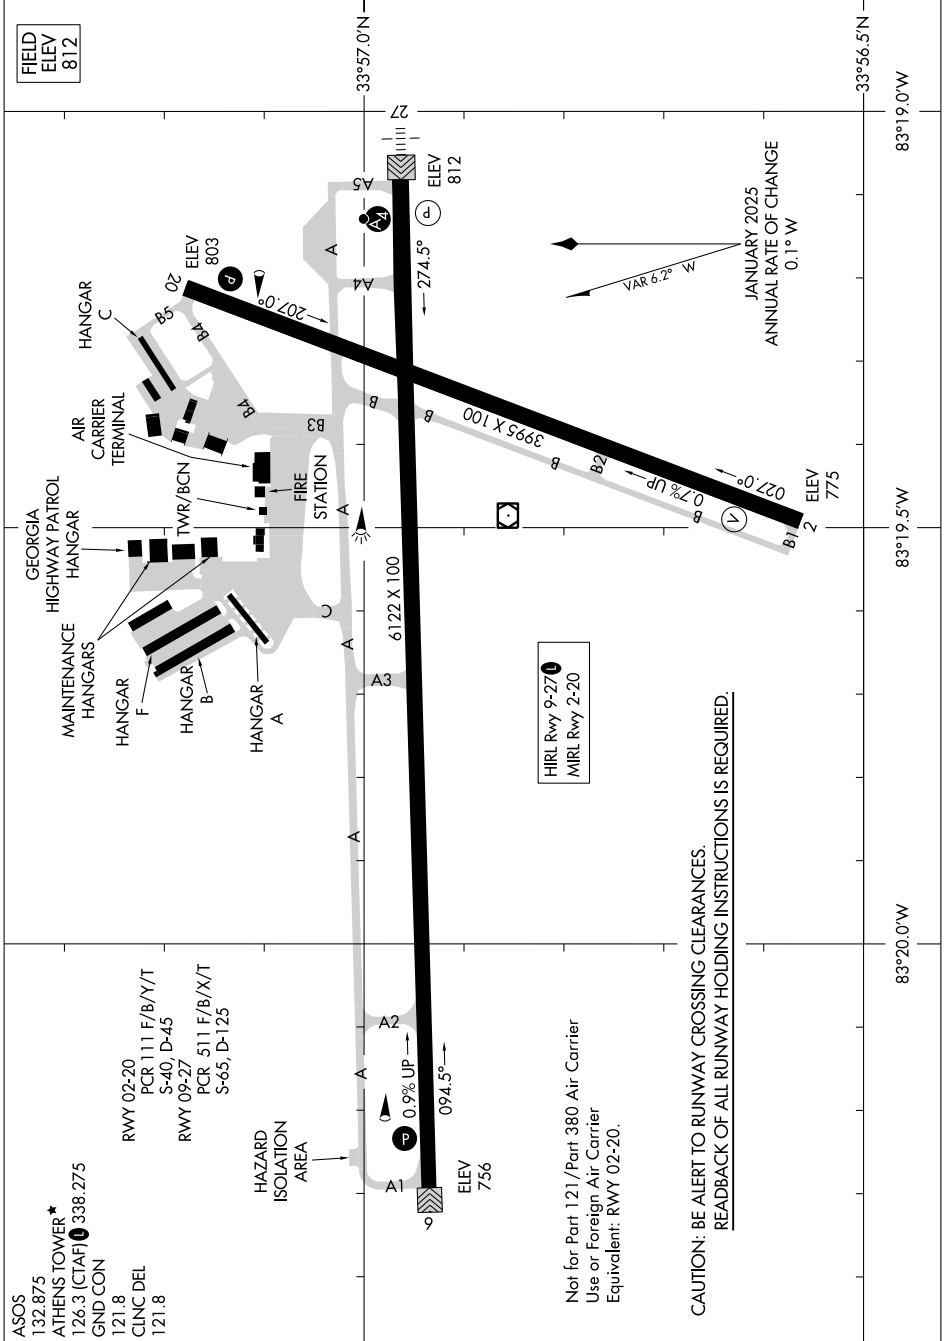 ASOS
132.875
ATHENS TOWER★
126.3 (CTAF) L 338.275
GND CON
121.8
CLNC DEL
121.8
FIELD
ELEV
812
RWY 02-20
PCR 111 F/B/Y/T
S-40, D-45
RWY 09-27
PCR 511 F/B/X/T
S-65, D-125
GEORGIA
HIGHWAY PATROL
HANGAR
MAINTENANCE
HANGARS
HANGAR
F
HANGAR
B
HANGAR
A
TWR/BCN
AIR
CARRIER
TERMINAL
FIRE
STATION
HANGAR
C
HAZARD
ISOLATION
AREA
20
ELEV
803
P
207.0°
B5
B4
B4
B3
A
A5
A4
A4
P
27
ELEV
812
274.5°
A
A
A
A
C
A3
A2
A1
6122 X 100
B
B
3995 X 100
B
B2
B
B1
0.7% UP
027.0°
V
2
ELEV
775
P
0.9% UP
094.5°
9
ELEV
756
HIRL Rwy 9-27 L
MIRL Rwy 2-20
VAR 6.2° W
JANUARY 2025
ANNUAL RATE OF CHANGE
0.1° W
33°57.0'N
33°56.5'N
83°20.0'W
83°19.5'W
83°19.0'W
Not for Part 121/Part 380 Air Carrier
Use or Foreign Air Carrier
Equivalent: RWY 02-20.
CAUTION: BE ALERT TO RUNWAY CROSSING CLEARANCES.
READBACK OF ALL RUNWAY HOLDING INSTRUCTIONS IS REQUIRED.